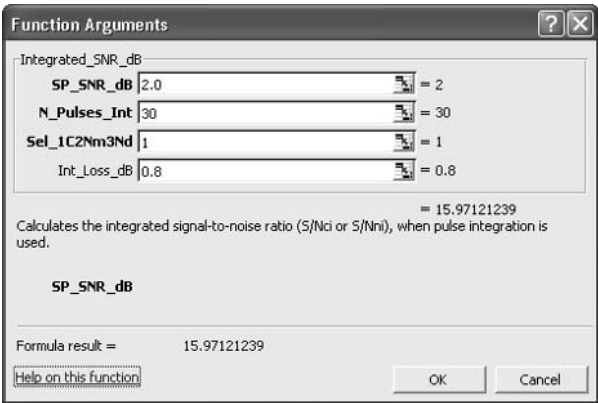 Function Arguments
Integrated_SNR_dB
SP_SNR_dB 2.0 = 2
N_Pulses_Int 30 = 30
Sel_1C2Nm3Nd 1 = 1
Int_Loss_dB 0.8 = 0.8
= 15.97121239
Calculates the integrated signal-to-noise ratio (S/Nci or S/Nni), when pulse integration is
used.
SP_SNR_dB
Formula result = 15.97121239
Help on this function OK Cancel